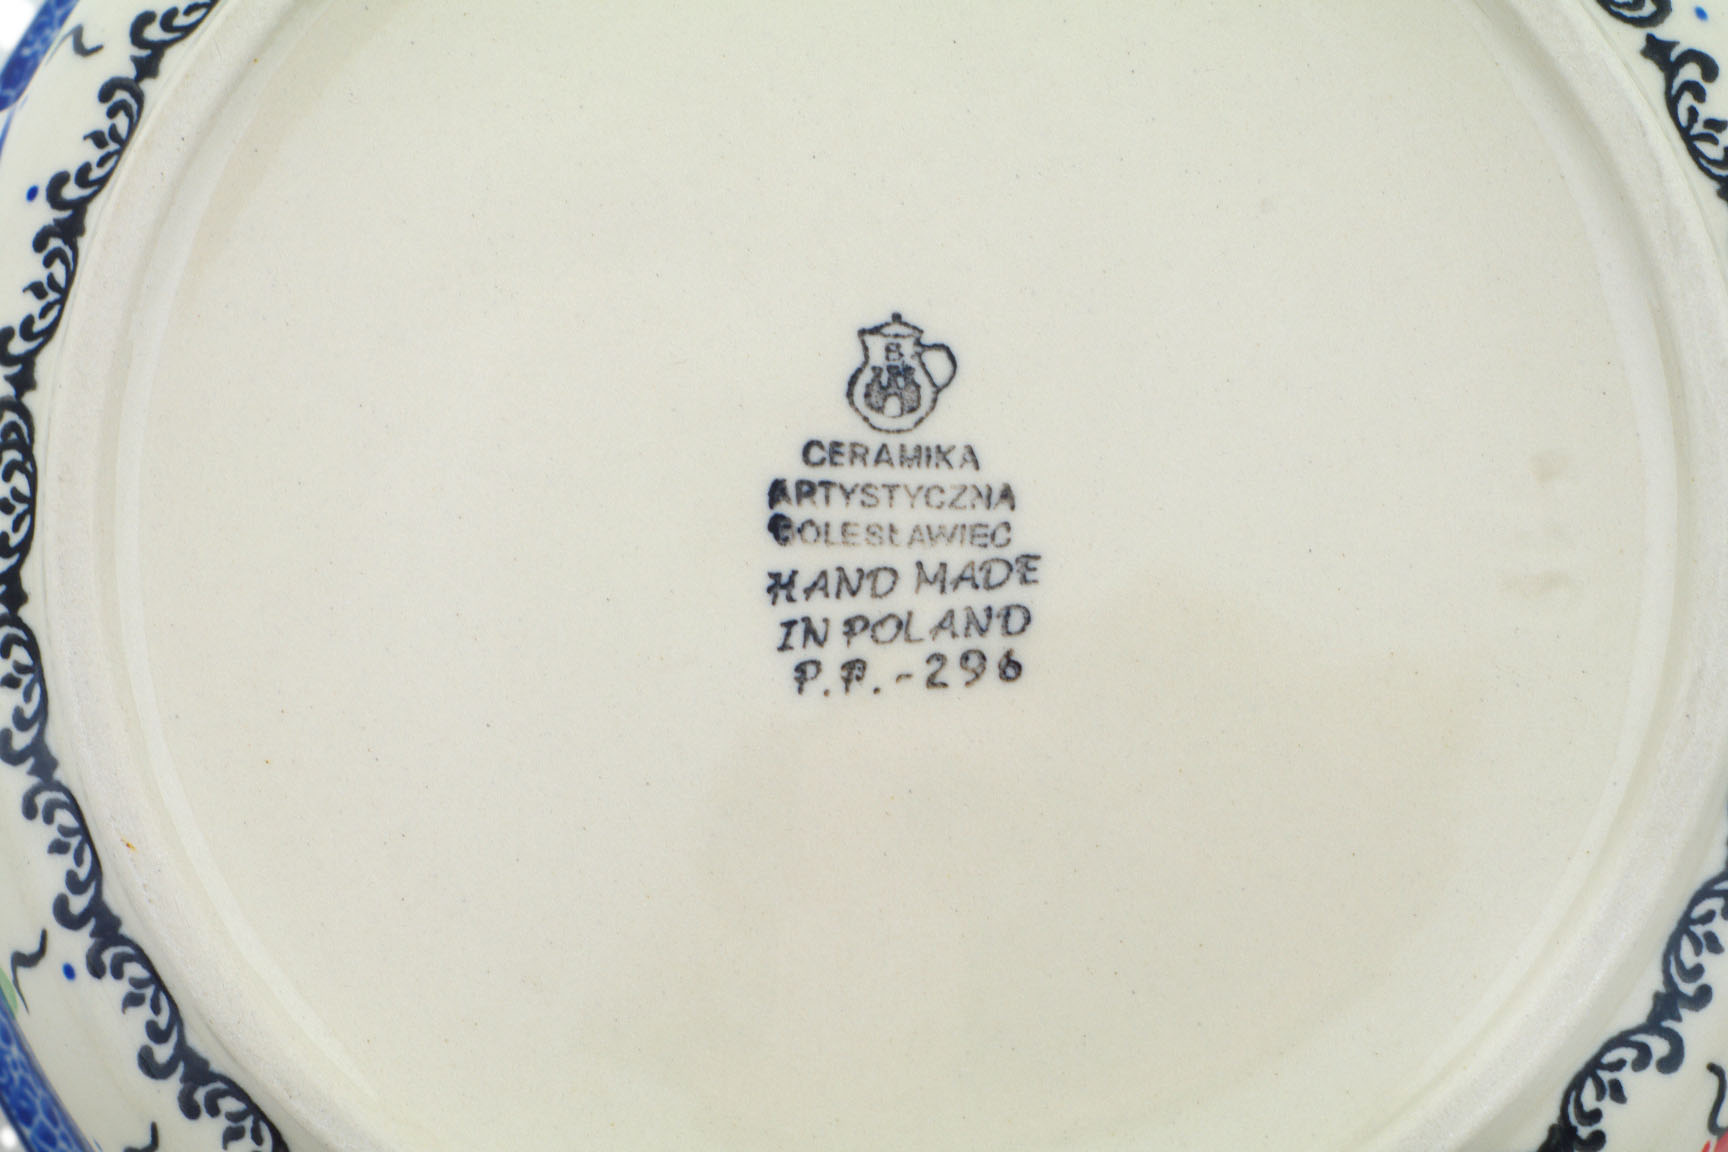 B
CERAMIKA
ARTYSTYCZNA
BOLESŁAWIEC
HAND MADE
IN POLAND
P.P.-296